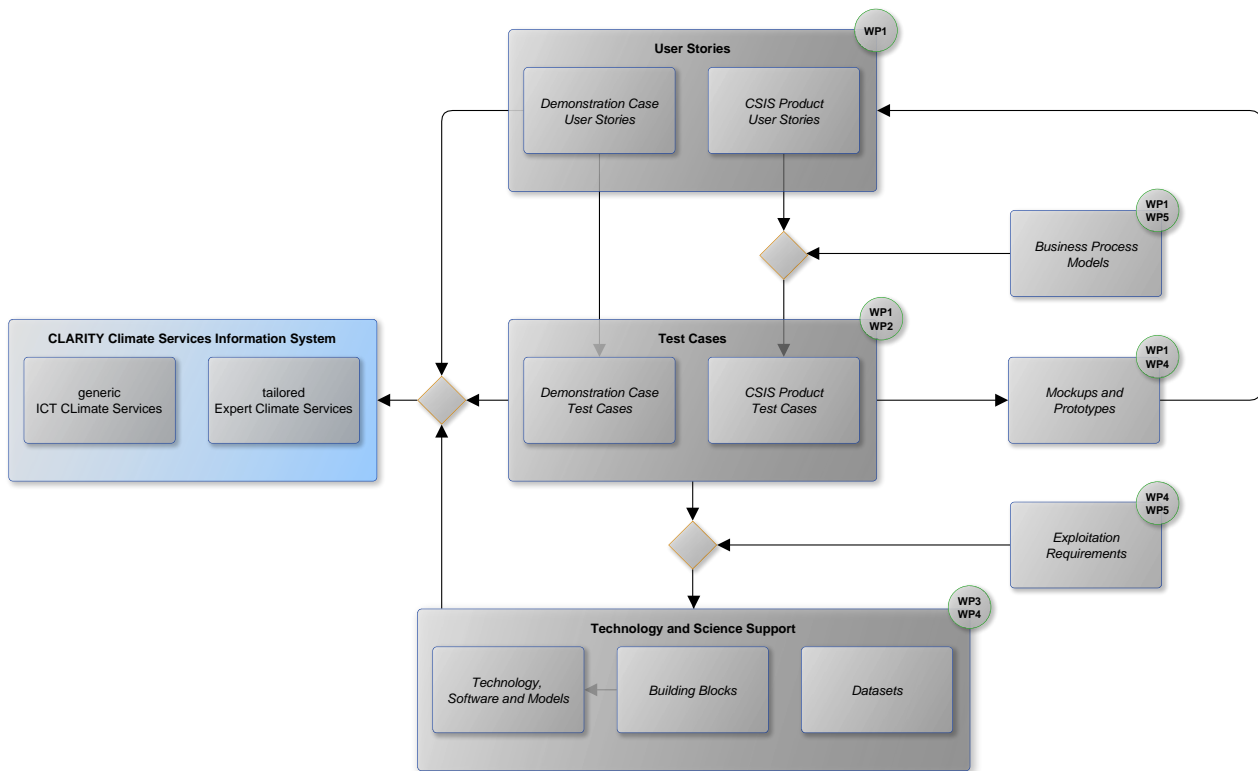 WP1
User Stories
Demonstration Case
User Stories
CSIS Product
User Stories
WP1
WP5
Business Process
Models
CLARITY Climate Services Information System
generic
ICT CLimate Services
tailored
Expert Climate Services
WP1
WP2
Test Cases
Demonstration Case
Test Cases
CSIS Product
Test Cases
WP1
WP4
Mockups and
Prototypes
WP4
WP5
Exploitation
Requirements
WP3
WP4
Technology and Science Support
Technology,
Software and Models
Building Blocks
Datasets